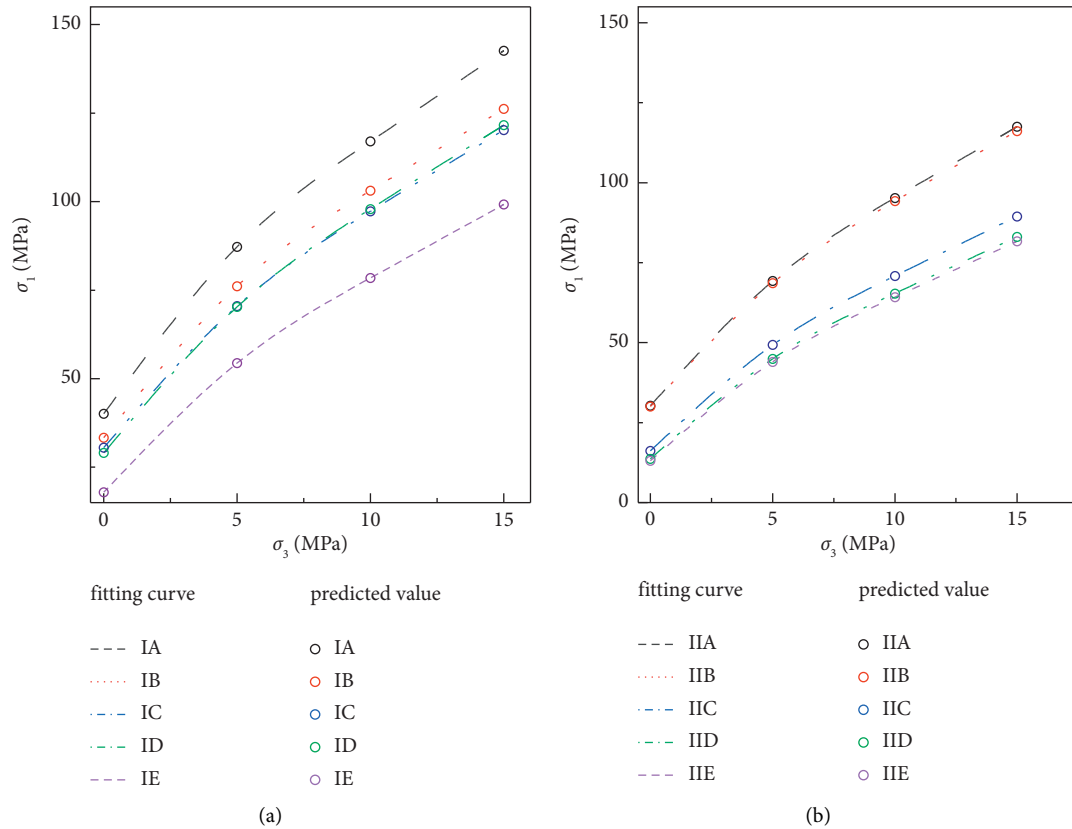 150
100
50
σ1 (MPa)
0 5 10 15
σ3 (MPa)
fitting curve predicted value
IA IA
IB IB
IC IC
ID ID
IE IE
(a)
150
100
50
0
σ1 (MPa)
0 5 10 15
σ3 (MPa)
fitting curve predicted value
IIA IIA
IIB IIB
IIC IIC
IID IID
IIE IIE
(b)